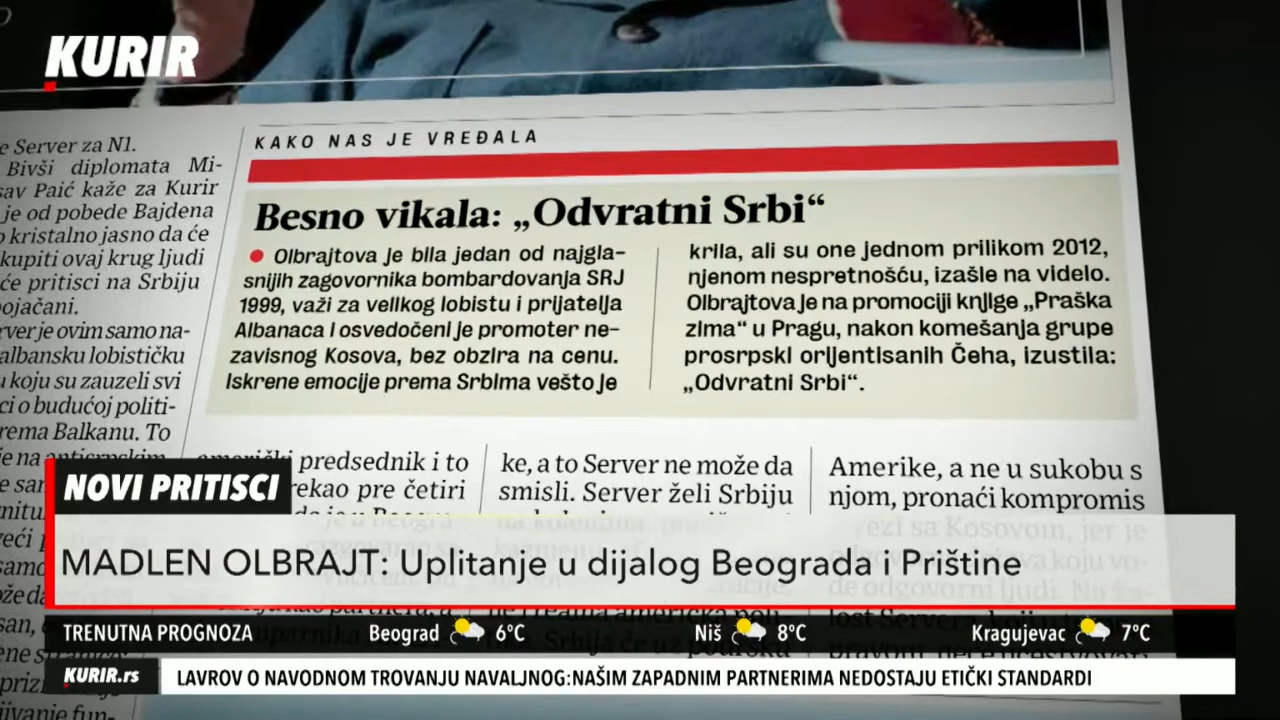 KURIR
e Server za N1.
Bivši diplomata Mi-
sav Paić kaže za Kurir
je od pobede Bajdena
o kristalno jasno da će
kupiti ovaj krug ljudi
će pritisci na Srbiju
ojačani.
rver je ovim samo na-
albansku lobističku
u koju su zauzeli svi
ci o budućoj politi-
rema Balkanu. To
KAKO NAS JE VREĐALA
Besno vikala: „Odvratni Srbi“
Olbrajtova je bila jedan od najgla-
snijih zagovornika bombardovanja SRJ
1999, važi za velikog lobistu i prijatelja
Albanaca i osvedočeni je promoter ne-
zavisnog Kosova, bez obzira na cenu.
Iskrene emocije prema Srbima vešto je
krila, ali su one jednom prilikom 2012,
njenom nespretnošću, izašle na videlo.
Olbrajtova je na promociji knjige „Praška
zima“ u Pragu, nakon komešanja grupe
prosrpski orijentisanih Čeha, izustila:
„Odvratni Srbi“.
predsednik i to
rekao pre četiri
ke, a to Server ne može da
smisli. Server želi Srbiju
Amerike, a ne u sukobu s
njom, pronaći kompromis
vezi sa Kosovom, jer je
NOVI PRITISCI
MADLEN OLBRAJT: Uplitanje u dijalog Beograda i Prištine
TRENUTNA PROGNOZA Beograd 6°C Niš 8°C Kragujevac 7°C
KURIR.rs LAVROV O NAVODNOM TROVANJU NAVALJNOG:NAŠIM ZAPADNIM PARTNERIMA NEDOSTAJU ETIČKI STANDARDI